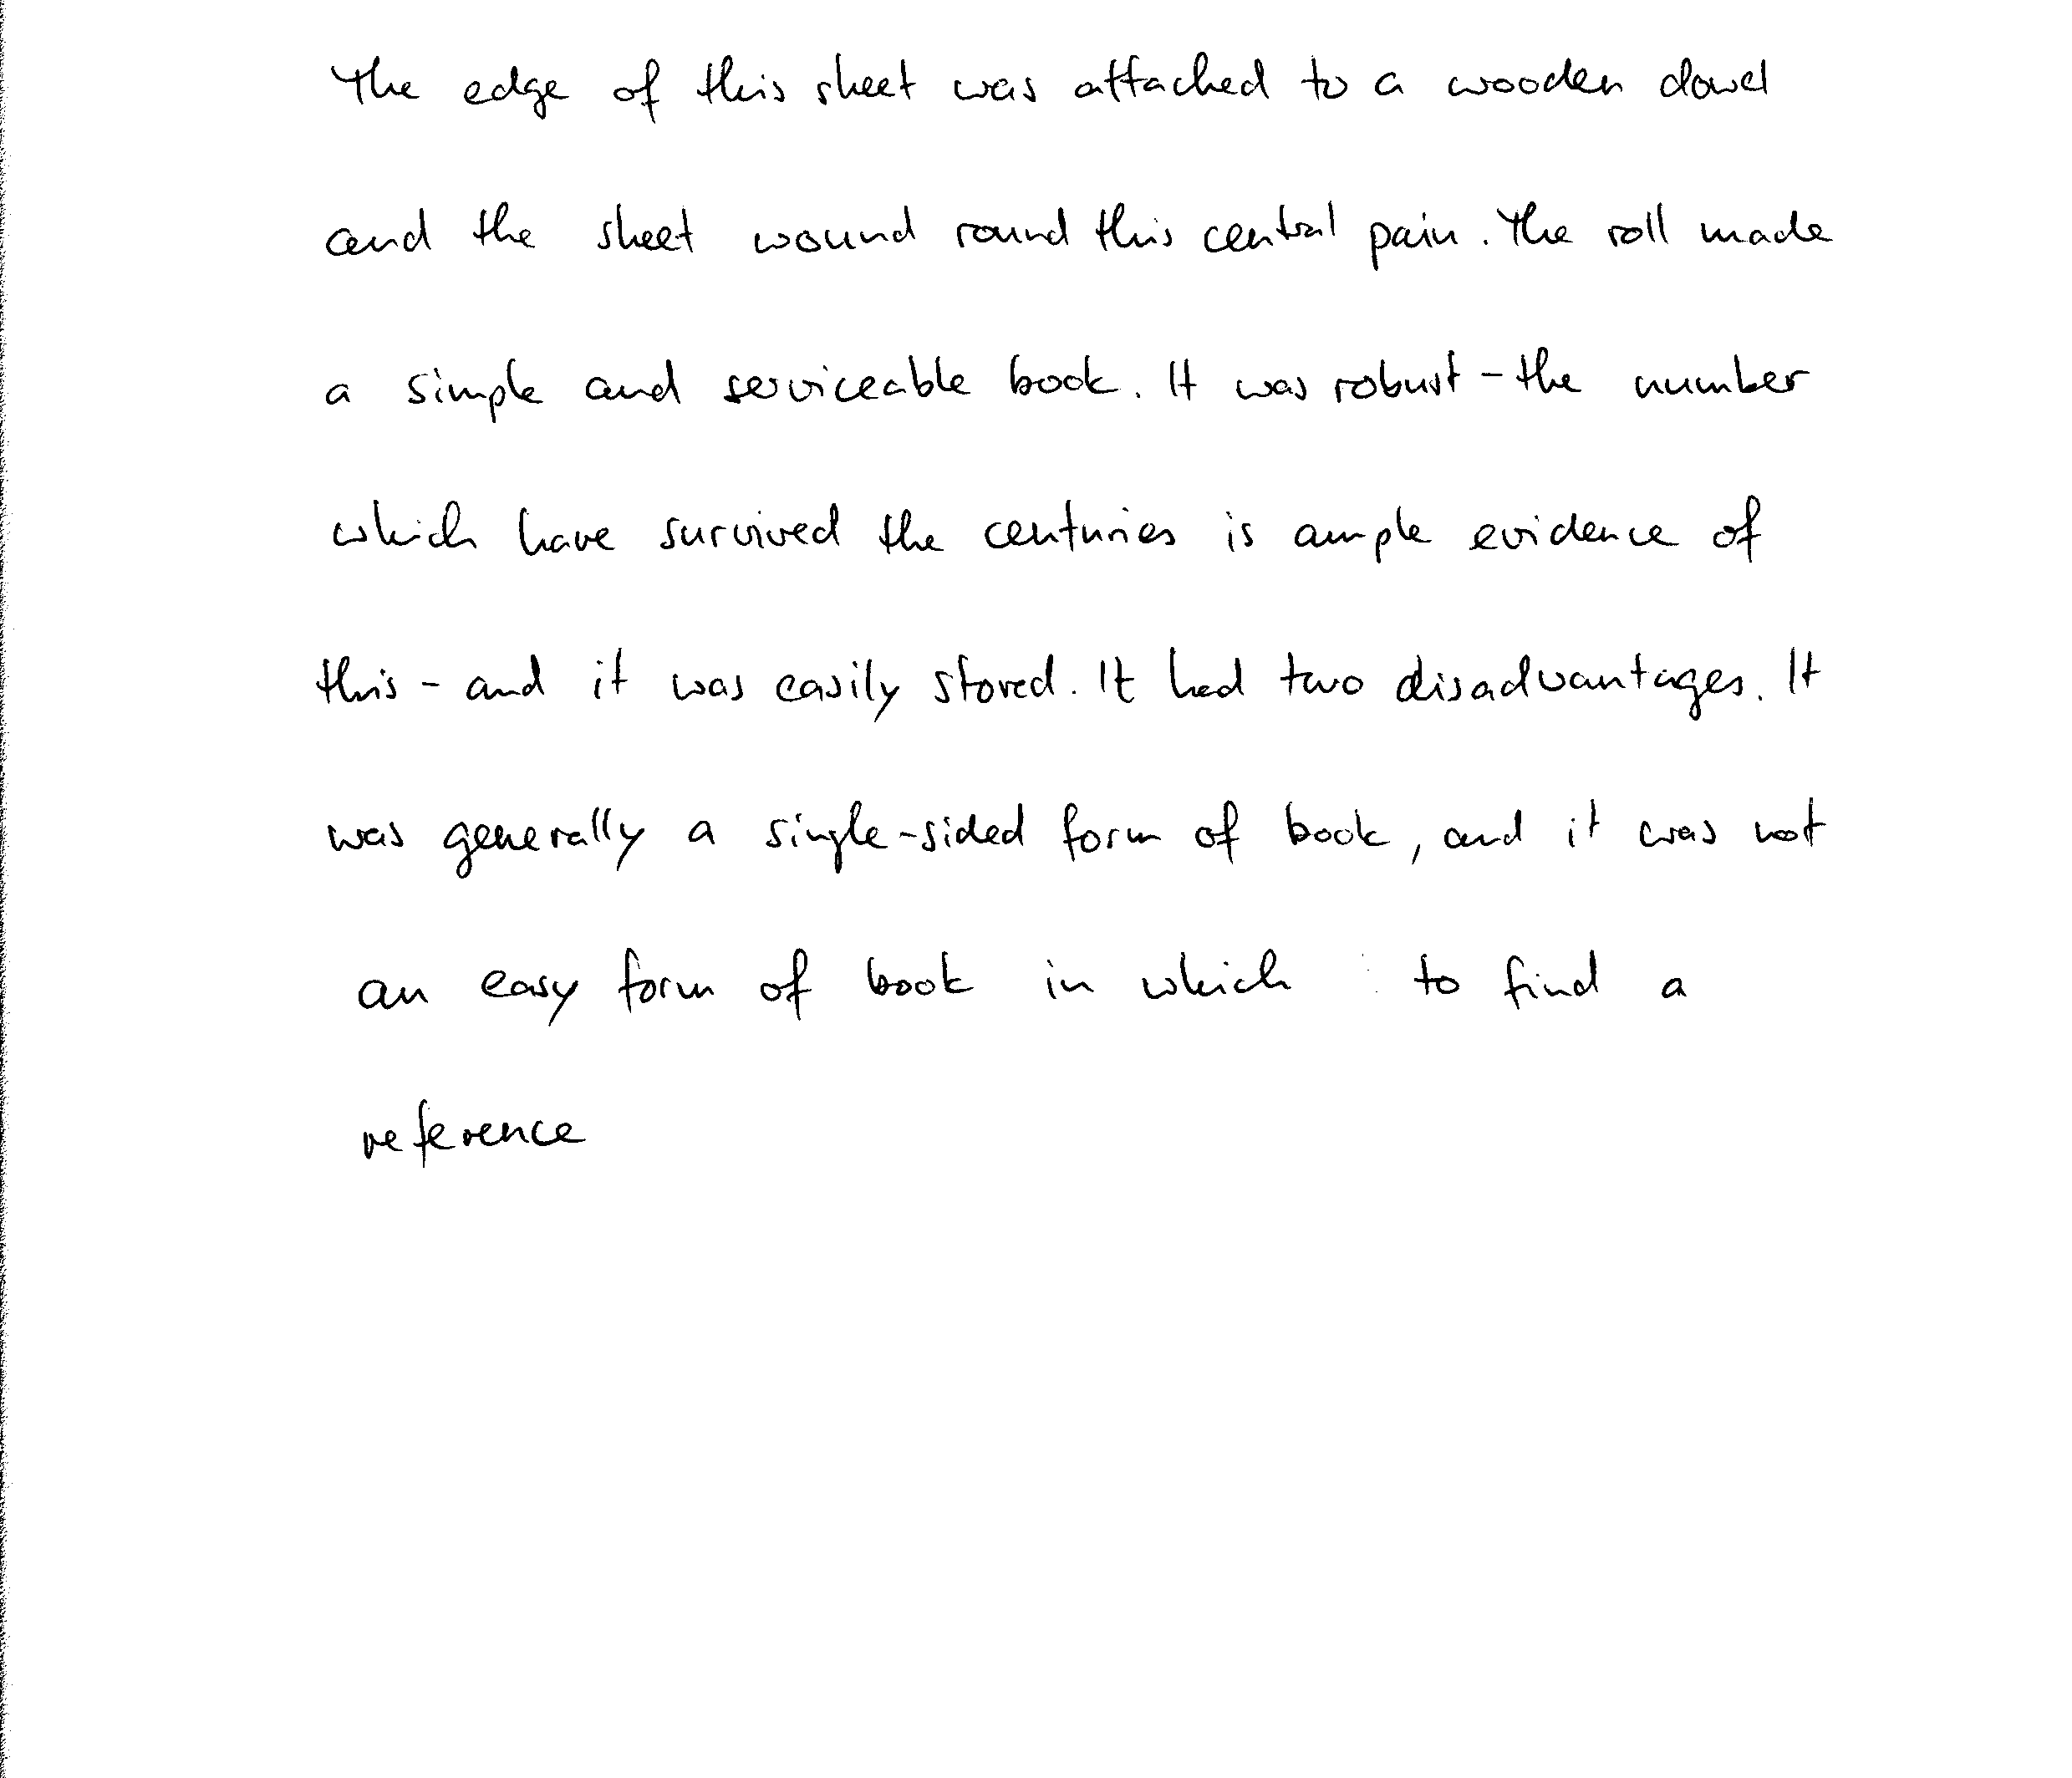 The edge of this sheet was attached to a wooden dowel
and the sheet wound round this central pain. The roll made
a simple and serviceable book. It was robust - the number
which have survived the centuries is ample evidence of
this - and it was easily stored. It had two disadvantages. It
was generally a single-sided form of book, and it was not
an easy form of book in which to find a
reference